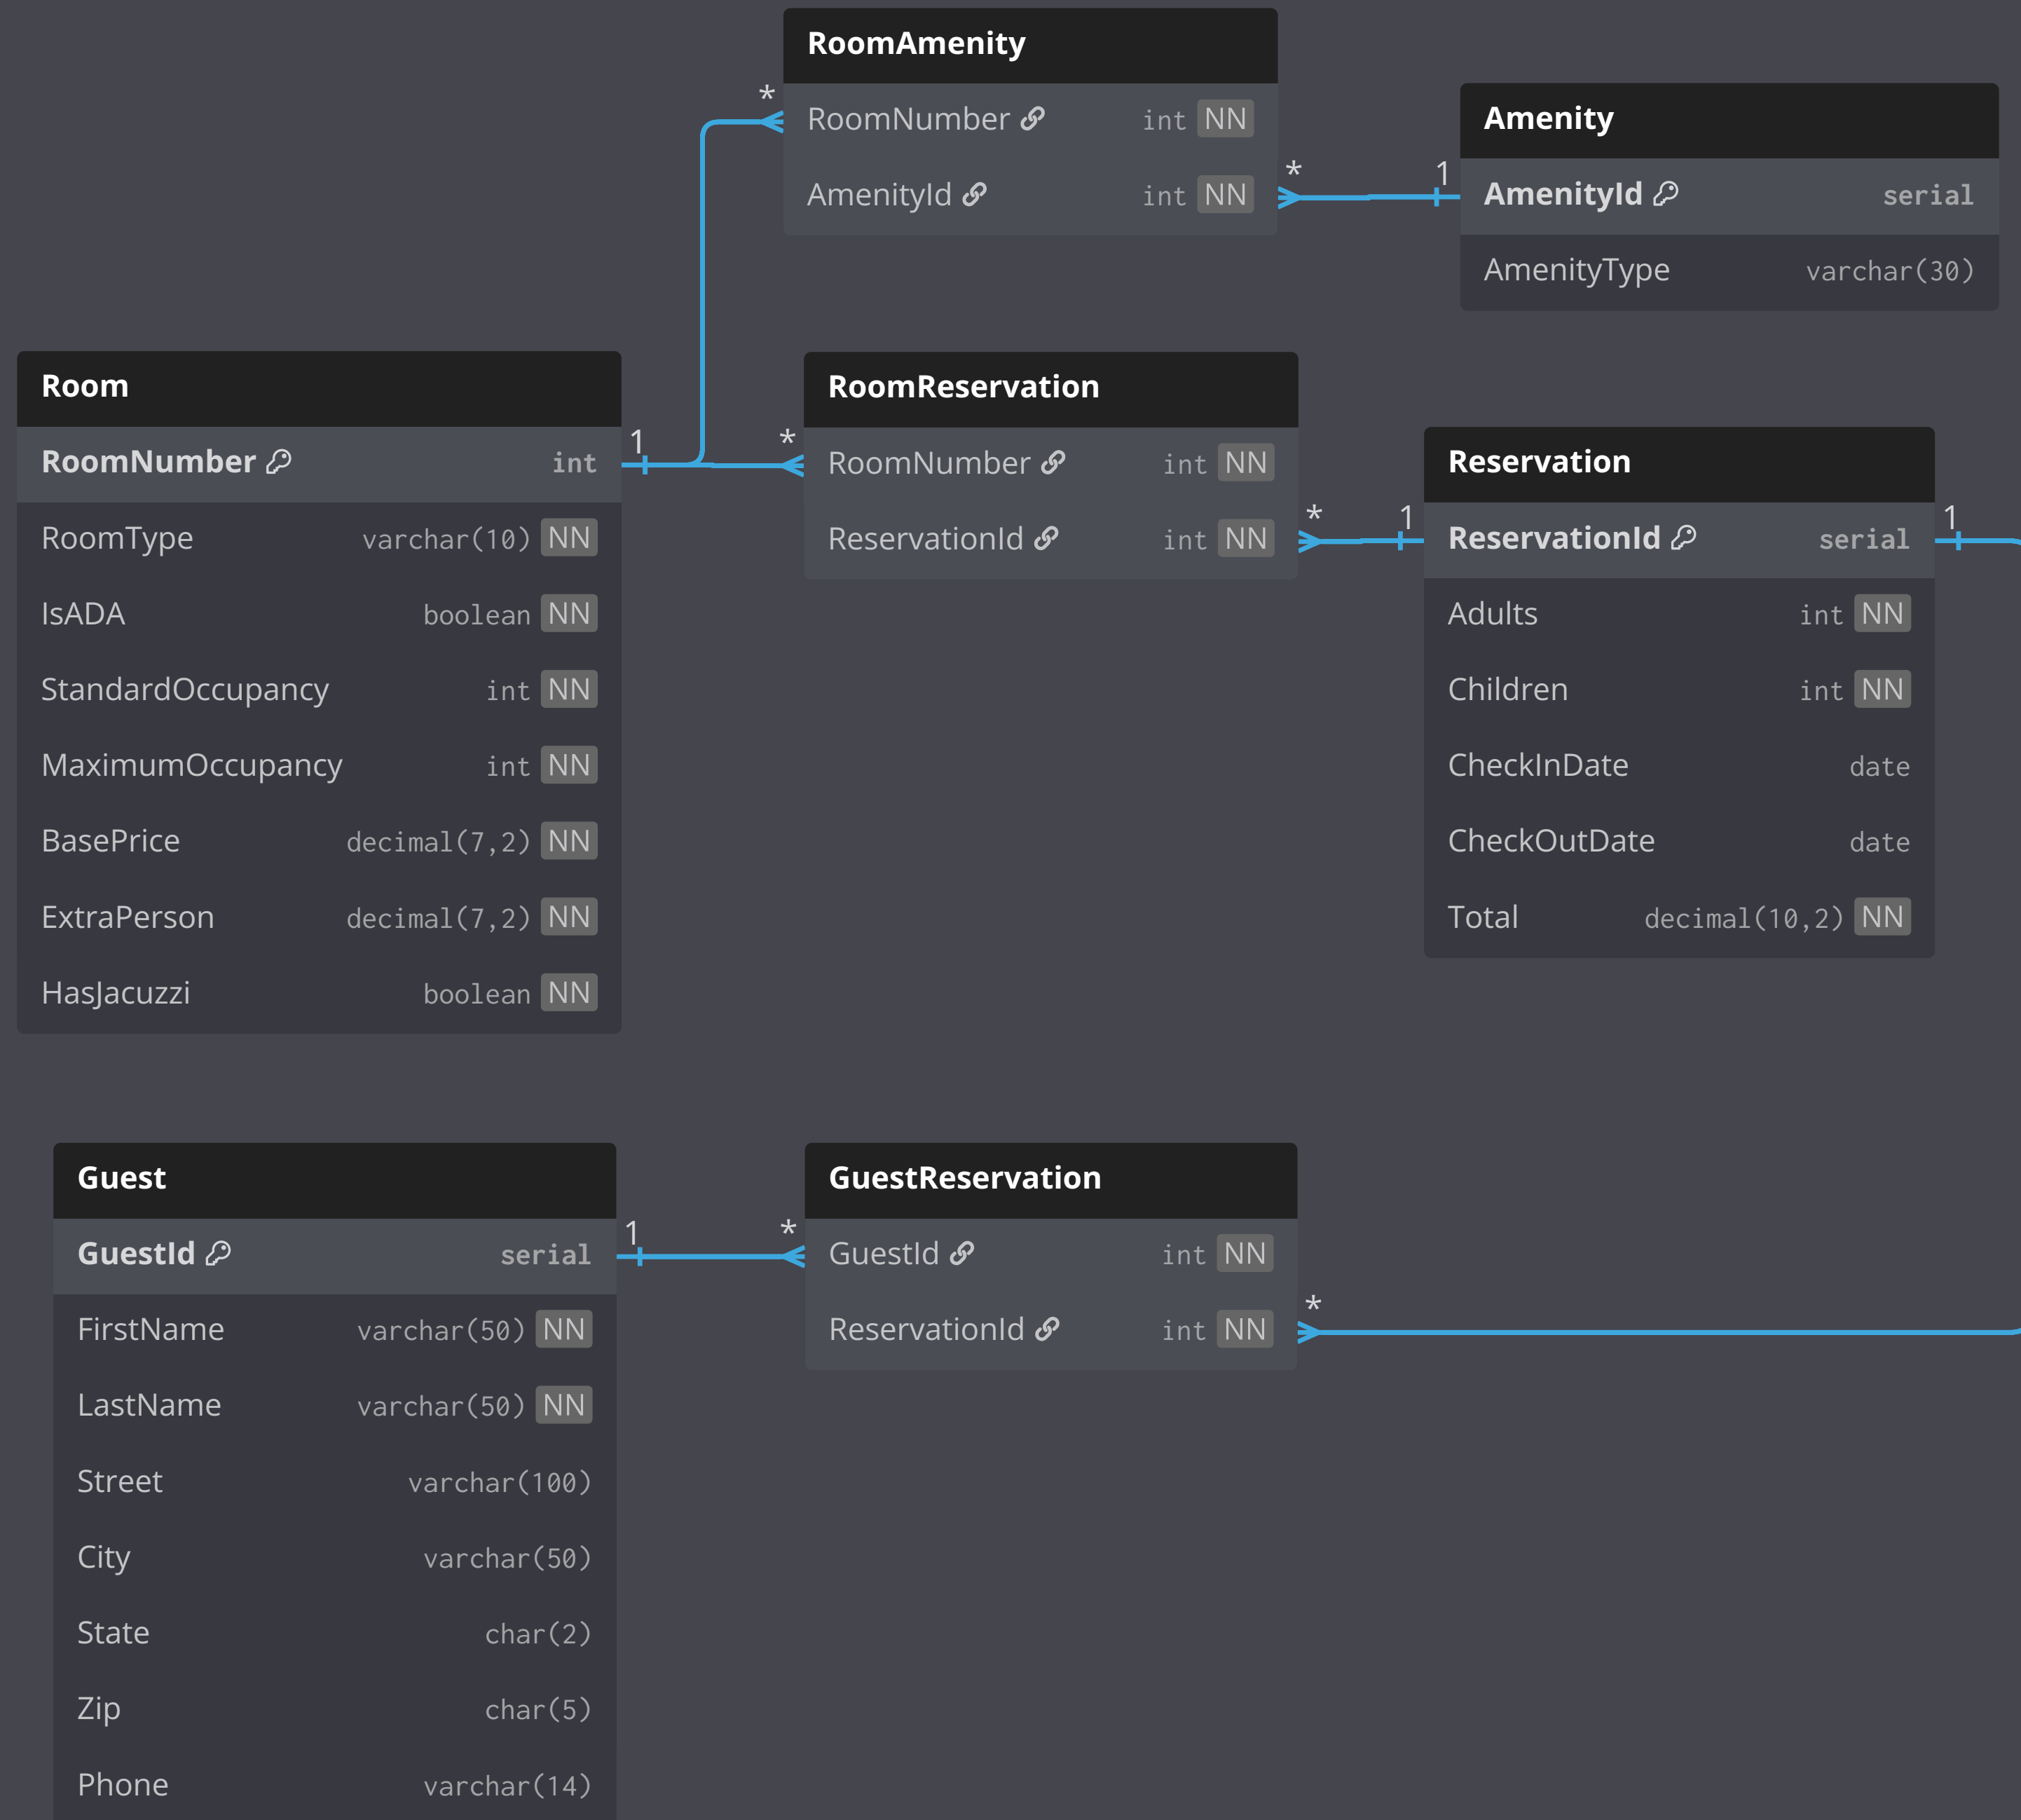 RoomAmenity
*
RoomNumber int NN
AmenityId int NN
*
1
Amenity
AmenityId serial
AmenityType varchar(30)
Room
RoomNumber int
1
RoomType varchar(10) NN
IsADA boolean NN
StandardOccupancy int NN
MaximumOccupancy int NN
BasePrice decimal(7,2) NN
ExtraPerson decimal(7,2) NN
HasJacuzzi boolean NN
RoomReservation
*
RoomNumber int NN
ReservationId int NN
*
1
Reservation
ReservationId serial
1
Adults int NN
Children int NN
CheckInDate date
CheckOutDate date
Total decimal(10,2) NN
Guest
GuestId serial
1
FirstName varchar(50) NN
LastName varchar(50) NN
Street varchar(100)
City varchar(50)
State char(2)
Zip char(5)
Phone varchar(14)
GuestReservation
*
GuestId int NN
ReservationId int NN
*